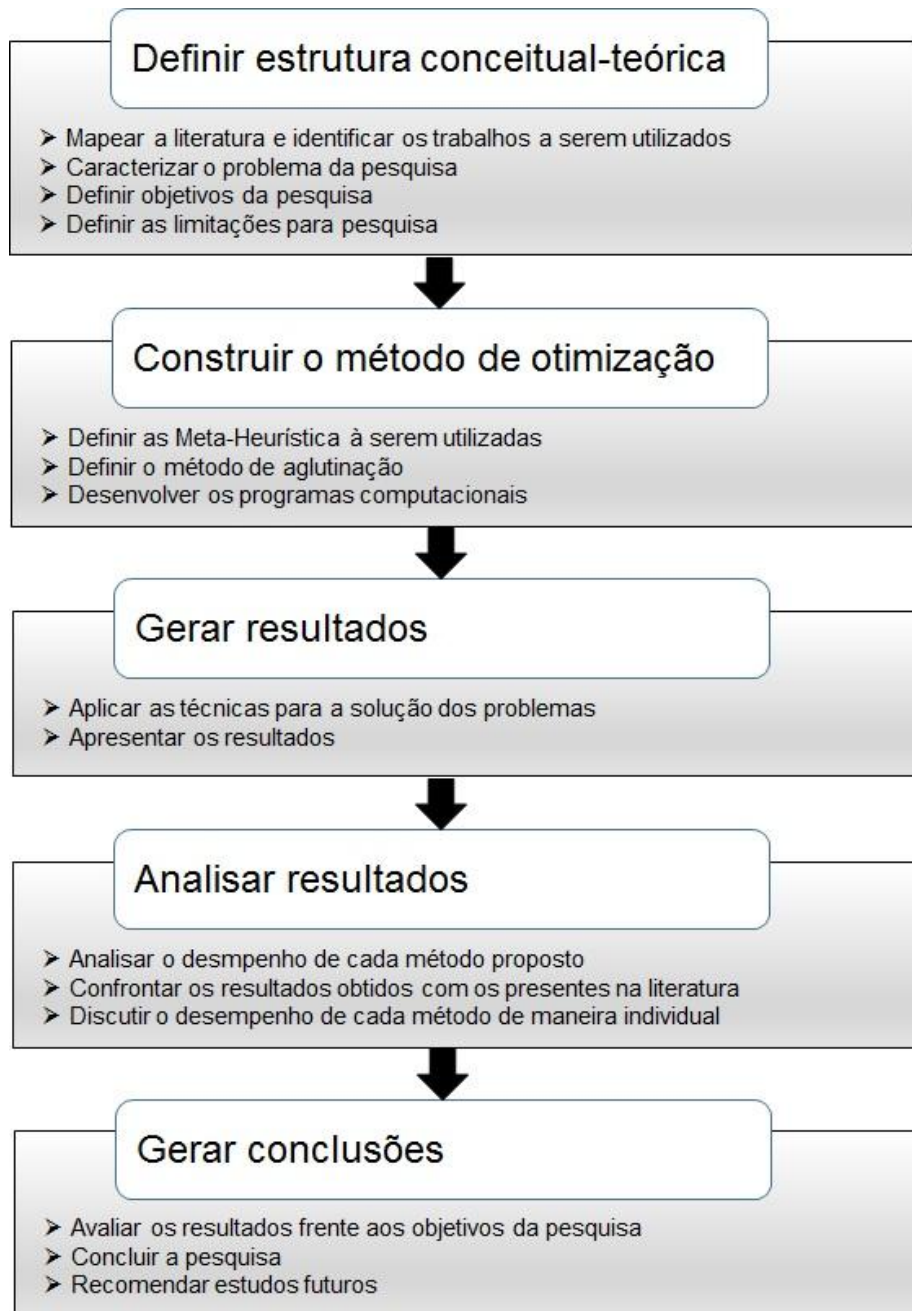 Definir estrutura conceitual-teórica
➤ Mapear a literatura e identificar os trabalhos a serem utilizados
➤ Caracterizar o problema da pesquisa
➤ Definir objetivos da pesquisa
➤ Definir as limitações para pesquisa
Construir o método de otimização
➤ Definir as Meta-Heurística à serem utilizadas
➤ Definir o método de aglutinação
➤ Desenvolver os programas computacionais
Gerar resultados
➤ Aplicar as técnicas para a solução dos problemas
➤ Apresentar os resultados
Analisar resultados
➤ Analisar o desmpenho de cada método proposto
➤ Confrontar os resultados obtidos com os presentes na literatura
➤ Discutir o desempenho de cada método de maneira individual
Gerar conclusões
➤ Avaliar os resultados frente aos objetivos da pesquisa
➤ Concluir a pesquisa
➤ Recomendar estudos futuros